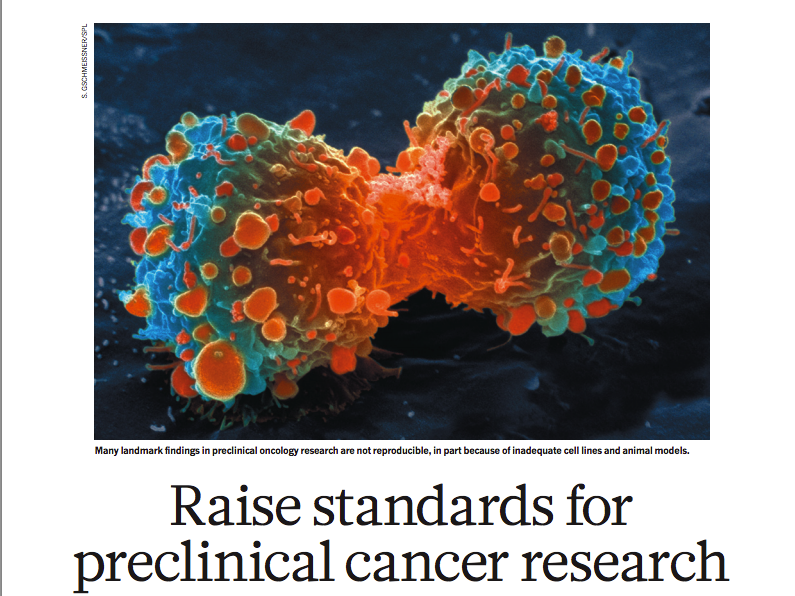 S. GSCHMEISSNER/SPL
Many landmark findings in preclinical oncology research are not reproducible, in part because of inadequate cell lines and animal models.
Raise standards for
preclinical cancer research